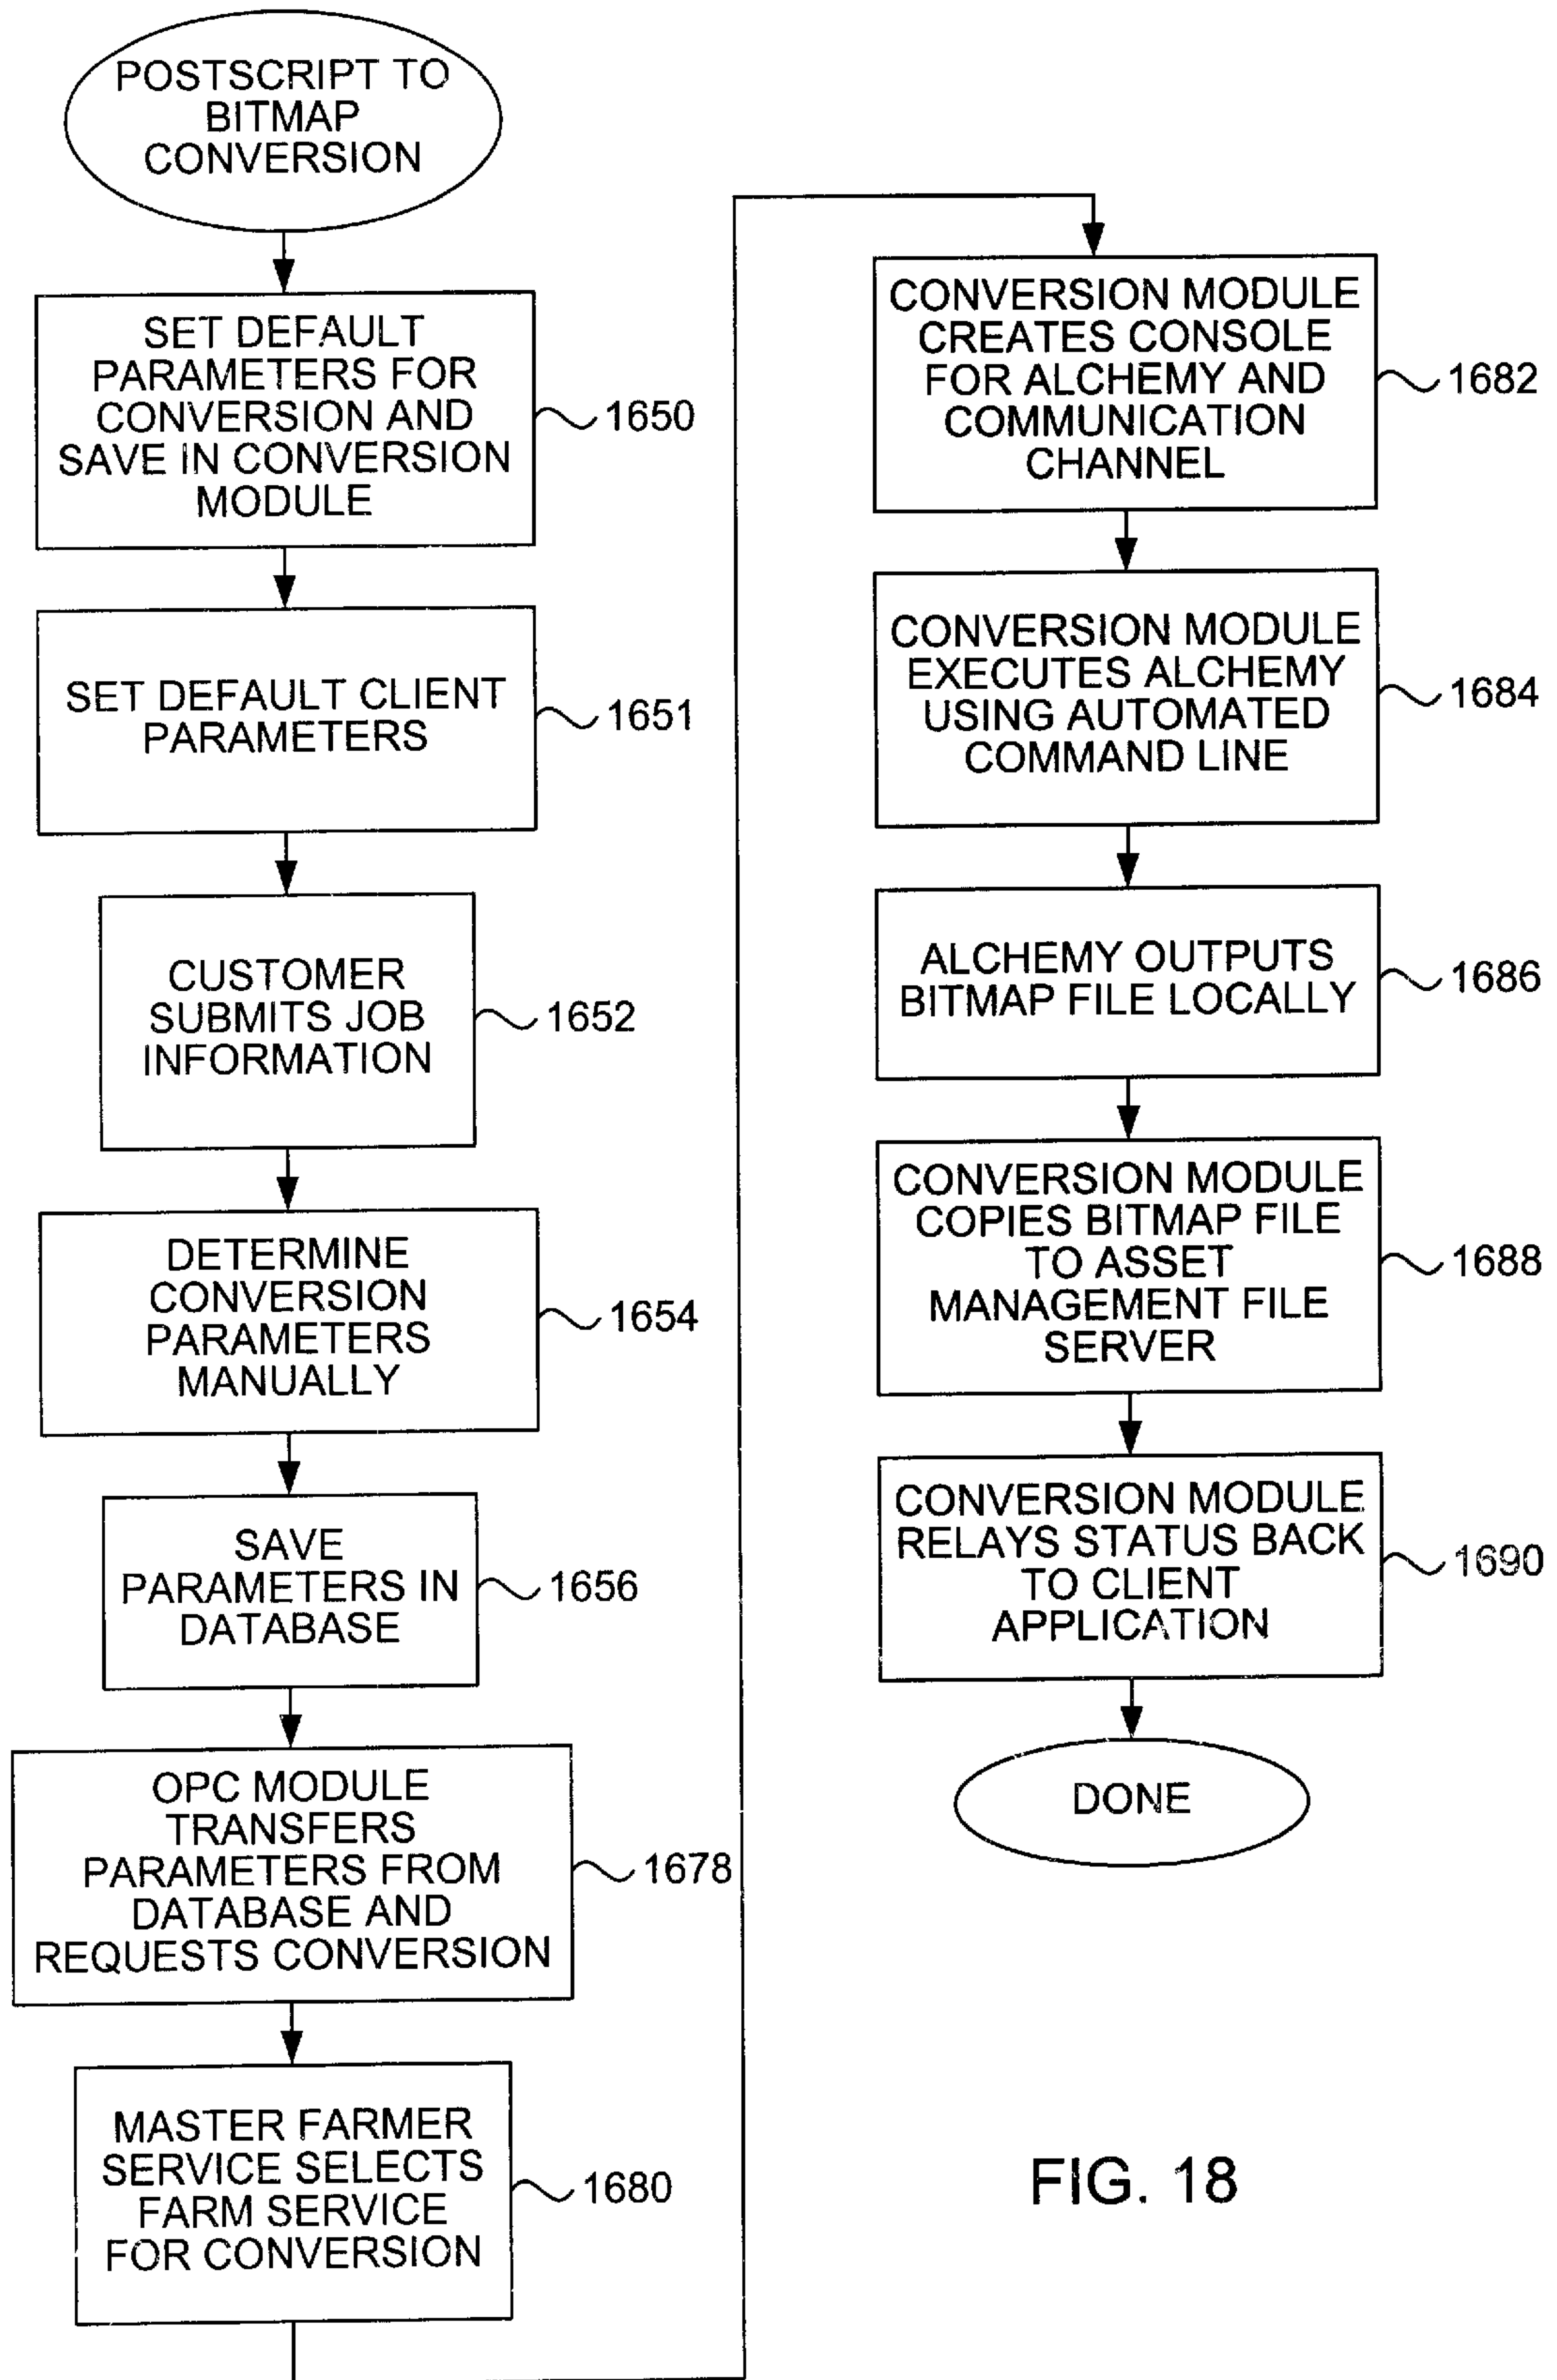 POSTSCRIPT TO
BITMAP
CONVERSION
SET DEFAULT
PARAMETERS FOR
CONVERSION AND
SAVE IN CONVERSION
MODULE
1650
SET DEFAULT CLIENT
PARAMETERS
1651
CUSTOMER
SUBMITS JOB
INFORMATION
1652
DETERMINE
CONVERSION
PARAMETERS
MANUALLY
1654
SAVE
PARAMETERS IN
DATABASE
1656
OPC MODULE
TRANSFERS
PARAMETERS FROM
DATABASE AND
REQUESTS CONVERSION
1678
MASTER FARMER
SERVICE SELECTS
FARM SERVICE
FOR CONVERSION
1680
CONVERSION MODULE
CREATES CONSOLE
FOR ALCHEMY AND
COMMUNICATION
CHANNEL
1682
CONVERSION MODULE
EXECUTES ALCHEMY
USING AUTOMATED
COMMAND LINE
1684
ALCHEMY OUTPUTS
BITMAP FILE LOCALLY
1686
CONVERSION MODULE
COPIES BITMAP FILE
TO ASSET
MANAGEMENT FILE
SERVER
1688
CONVERSION MODULE
RELAYS STATUS BACK
TO CLIENT
APPLICATION
1690
DONE
FIG. 18